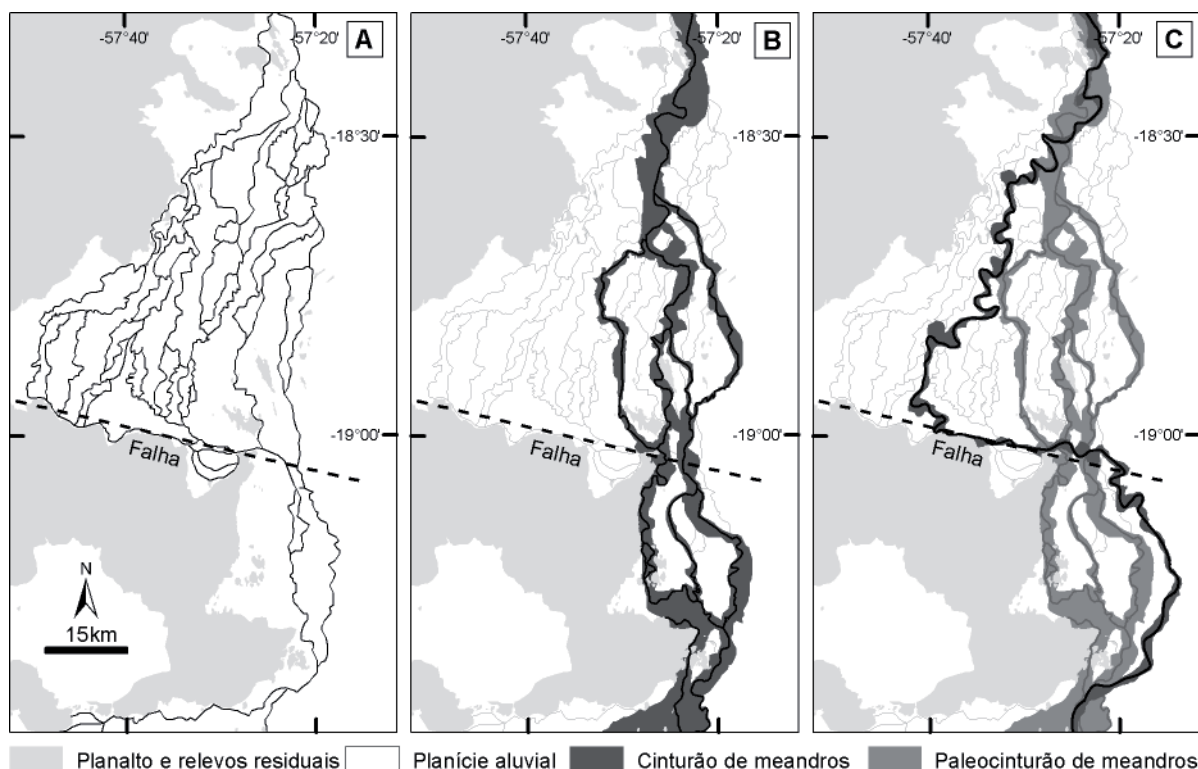 -57°40' -57°20' A
-57°40' -57°20' B
-57°40' -57°20' C
-18°30'
-18°30'
-18°30'
-19°00'
-19°00'
-19°00'
Falha
Falha
Falha
N
15km
Planalto e relevos residuais Planície aluvial Cinturão de meandros Paleocinturão de meandros